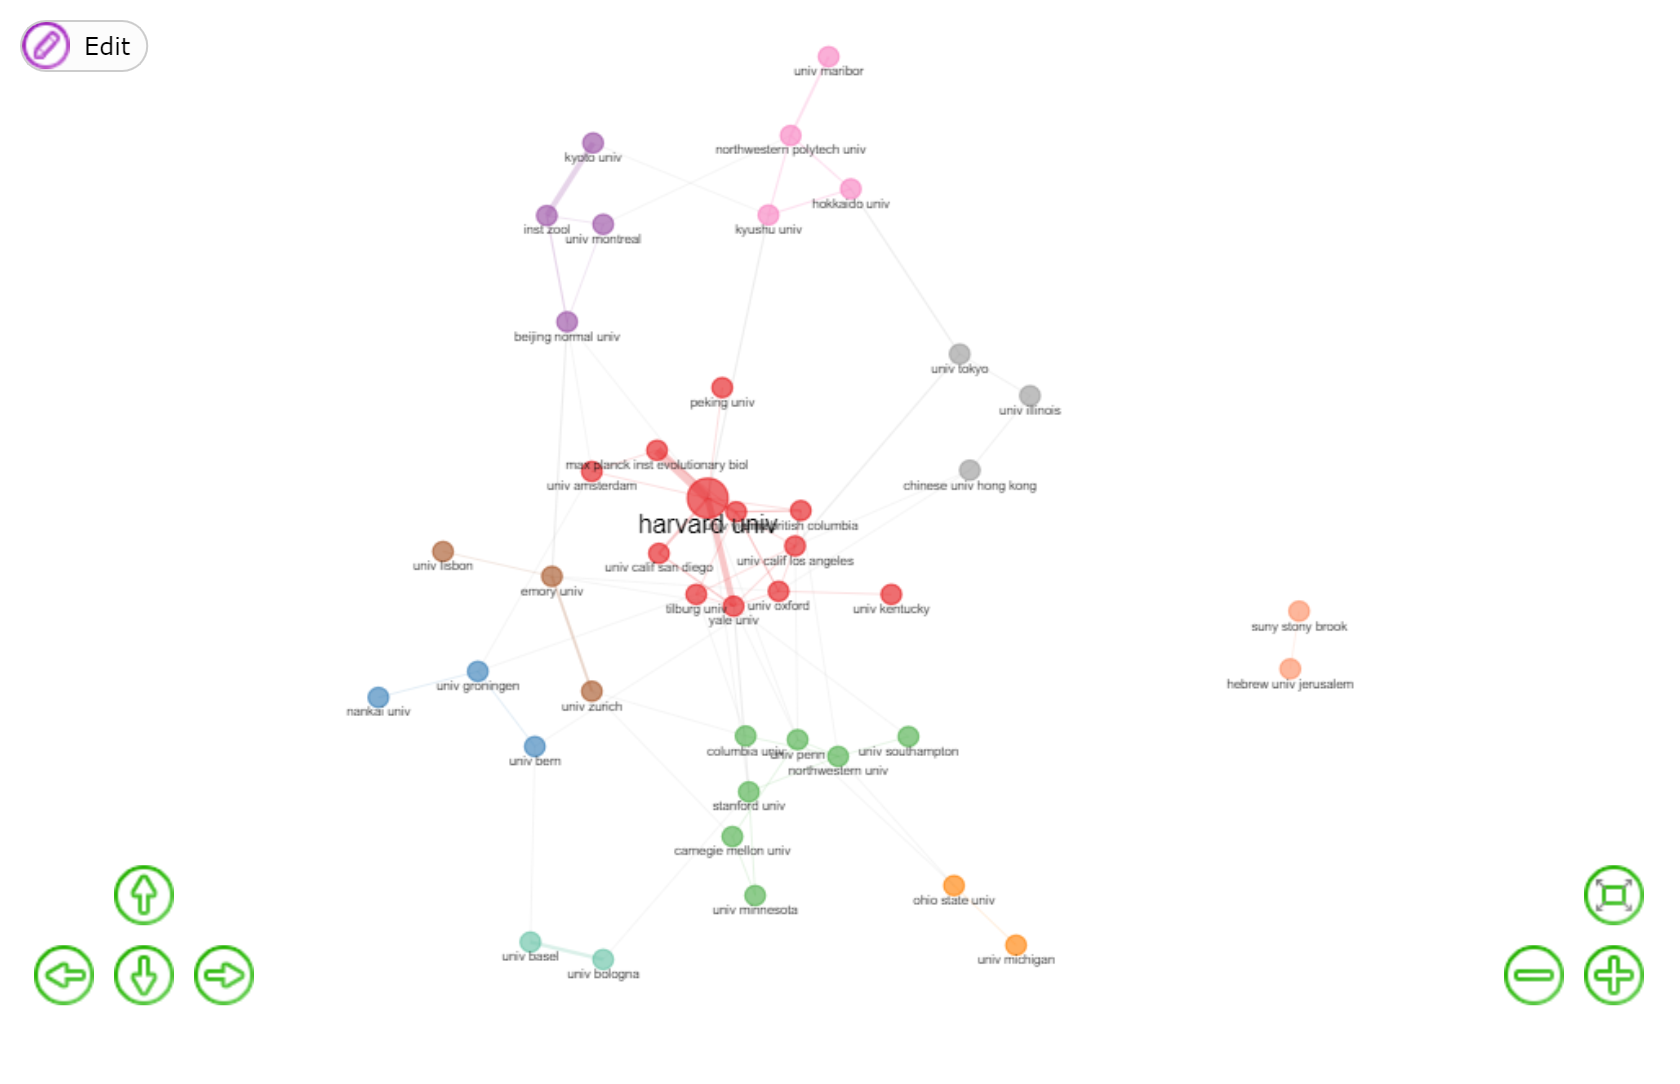 Edit
univ maribor
northwestern polytech univ
kyoto univ
hokkaido univ
inst zool
univ montreal
kyushu univ
beijing normal univ
univ tokyo
peking univ
univ illinois
max planck inst evolutionary biol
univ amsterdam
chinese univ hong kong
harvard univ
british columbia
univ calif los angeles
univ lisbon
univ calif san diego
emory univ
tilburg univ
univ oxford
univ kentucky
yale univ
suny stony brook
univ groningen
hebrew univ jerusalem
univ zurich
nankai univ
columbia univ
univ penn
univ southampton
univ bern
northwestern univ
stanford univ
carnegie mellon univ
ohio state univ
univ minnesota
univ basel
univ michigan
univ bologna